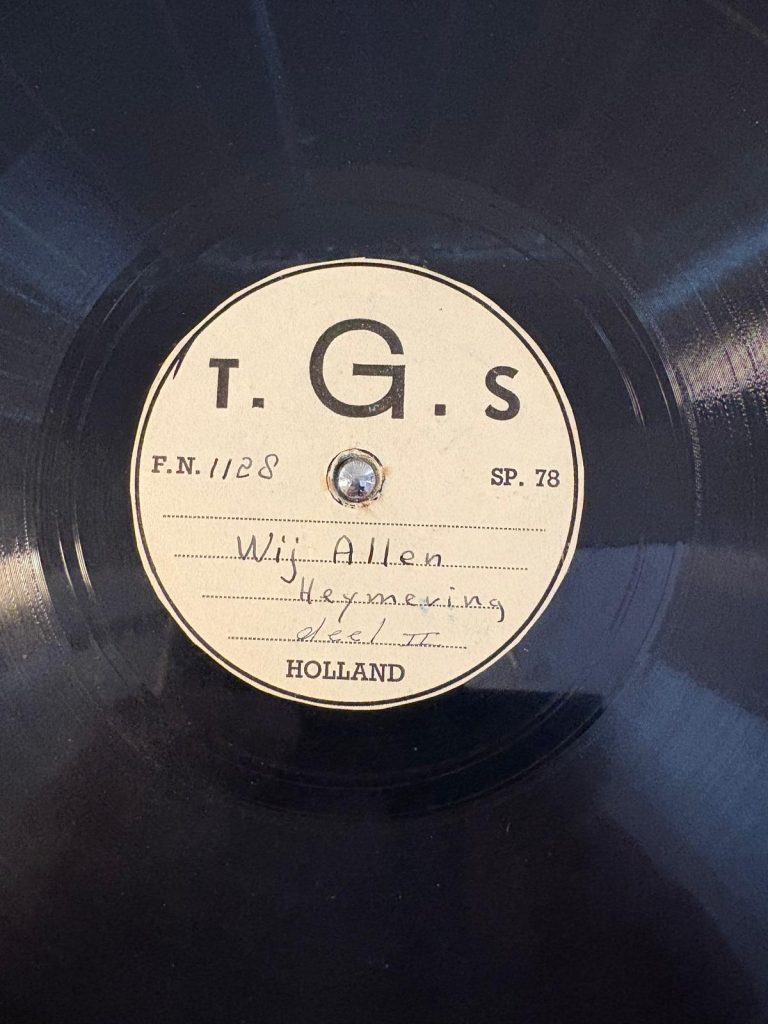 T. G. S
F.N. 1128 SP. 78
Wij Allen
Heymering
deel II
HOLLAND